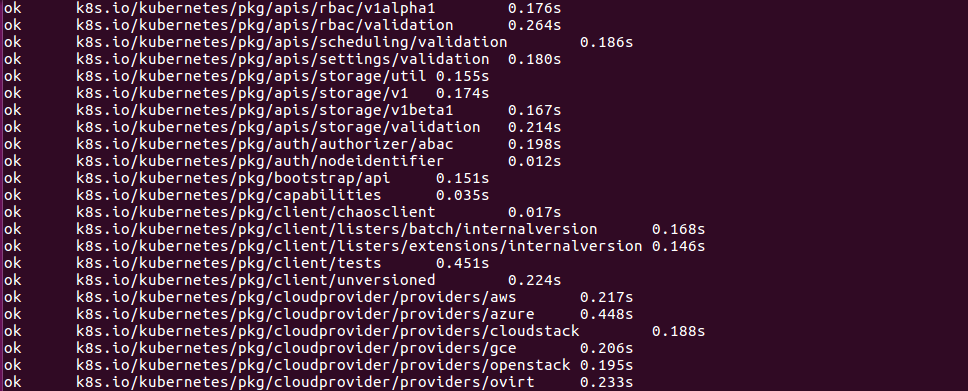 ok k8s.io/kubernetes/pkg/apis/rbac/v1alpha1 0.176s
ok k8s.io/kubernetes/pkg/apis/rbac/validation 0.264s
ok k8s.io/kubernetes/pkg/apis/scheduling/validation 0.186s
ok k8s.io/kubernetes/pkg/apis/settings/validation 0.180s
ok k8s.io/kubernetes/pkg/apis/storage/util 0.155s
ok k8s.io/kubernetes/pkg/apis/storage/v1 0.174s
ok k8s.io/kubernetes/pkg/apis/storage/v1beta1 0.167s
ok k8s.io/kubernetes/pkg/apis/storage/validation 0.214s
ok k8s.io/kubernetes/pkg/auth/authorizer/abac 0.198s
ok k8s.io/kubernetes/pkg/auth/nodeidentifier 0.012s
ok k8s.io/kubernetes/pkg/bootstrap/api 0.151s
ok k8s.io/kubernetes/pkg/capabilities 0.035s
ok k8s.io/kubernetes/pkg/client/chaosclient 0.017s
ok k8s.io/kubernetes/pkg/client/listers/batch/internalversion 0.168s
ok k8s.io/kubernetes/pkg/client/listers/extensions/internalversion 0.146s
ok k8s.io/kubernetes/pkg/client/tests 0.451s
ok k8s.io/kubernetes/pkg/client/unversioned 0.224s
ok k8s.io/kubernetes/pkg/cloudprovider/providers/aws 0.217s
ok k8s.io/kubernetes/pkg/cloudprovider/providers/azure 0.448s
ok k8s.io/kubernetes/pkg/cloudprovider/providers/cloudstack 0.188s
ok k8s.io/kubernetes/pkg/cloudprovider/providers/gce 0.206s
ok k8s.io/kubernetes/pkg/cloudprovider/providers/openstack 0.195s
ok k8s.io/kubernetes/pkg/cloudprovider/providers/ovirt 0.233s